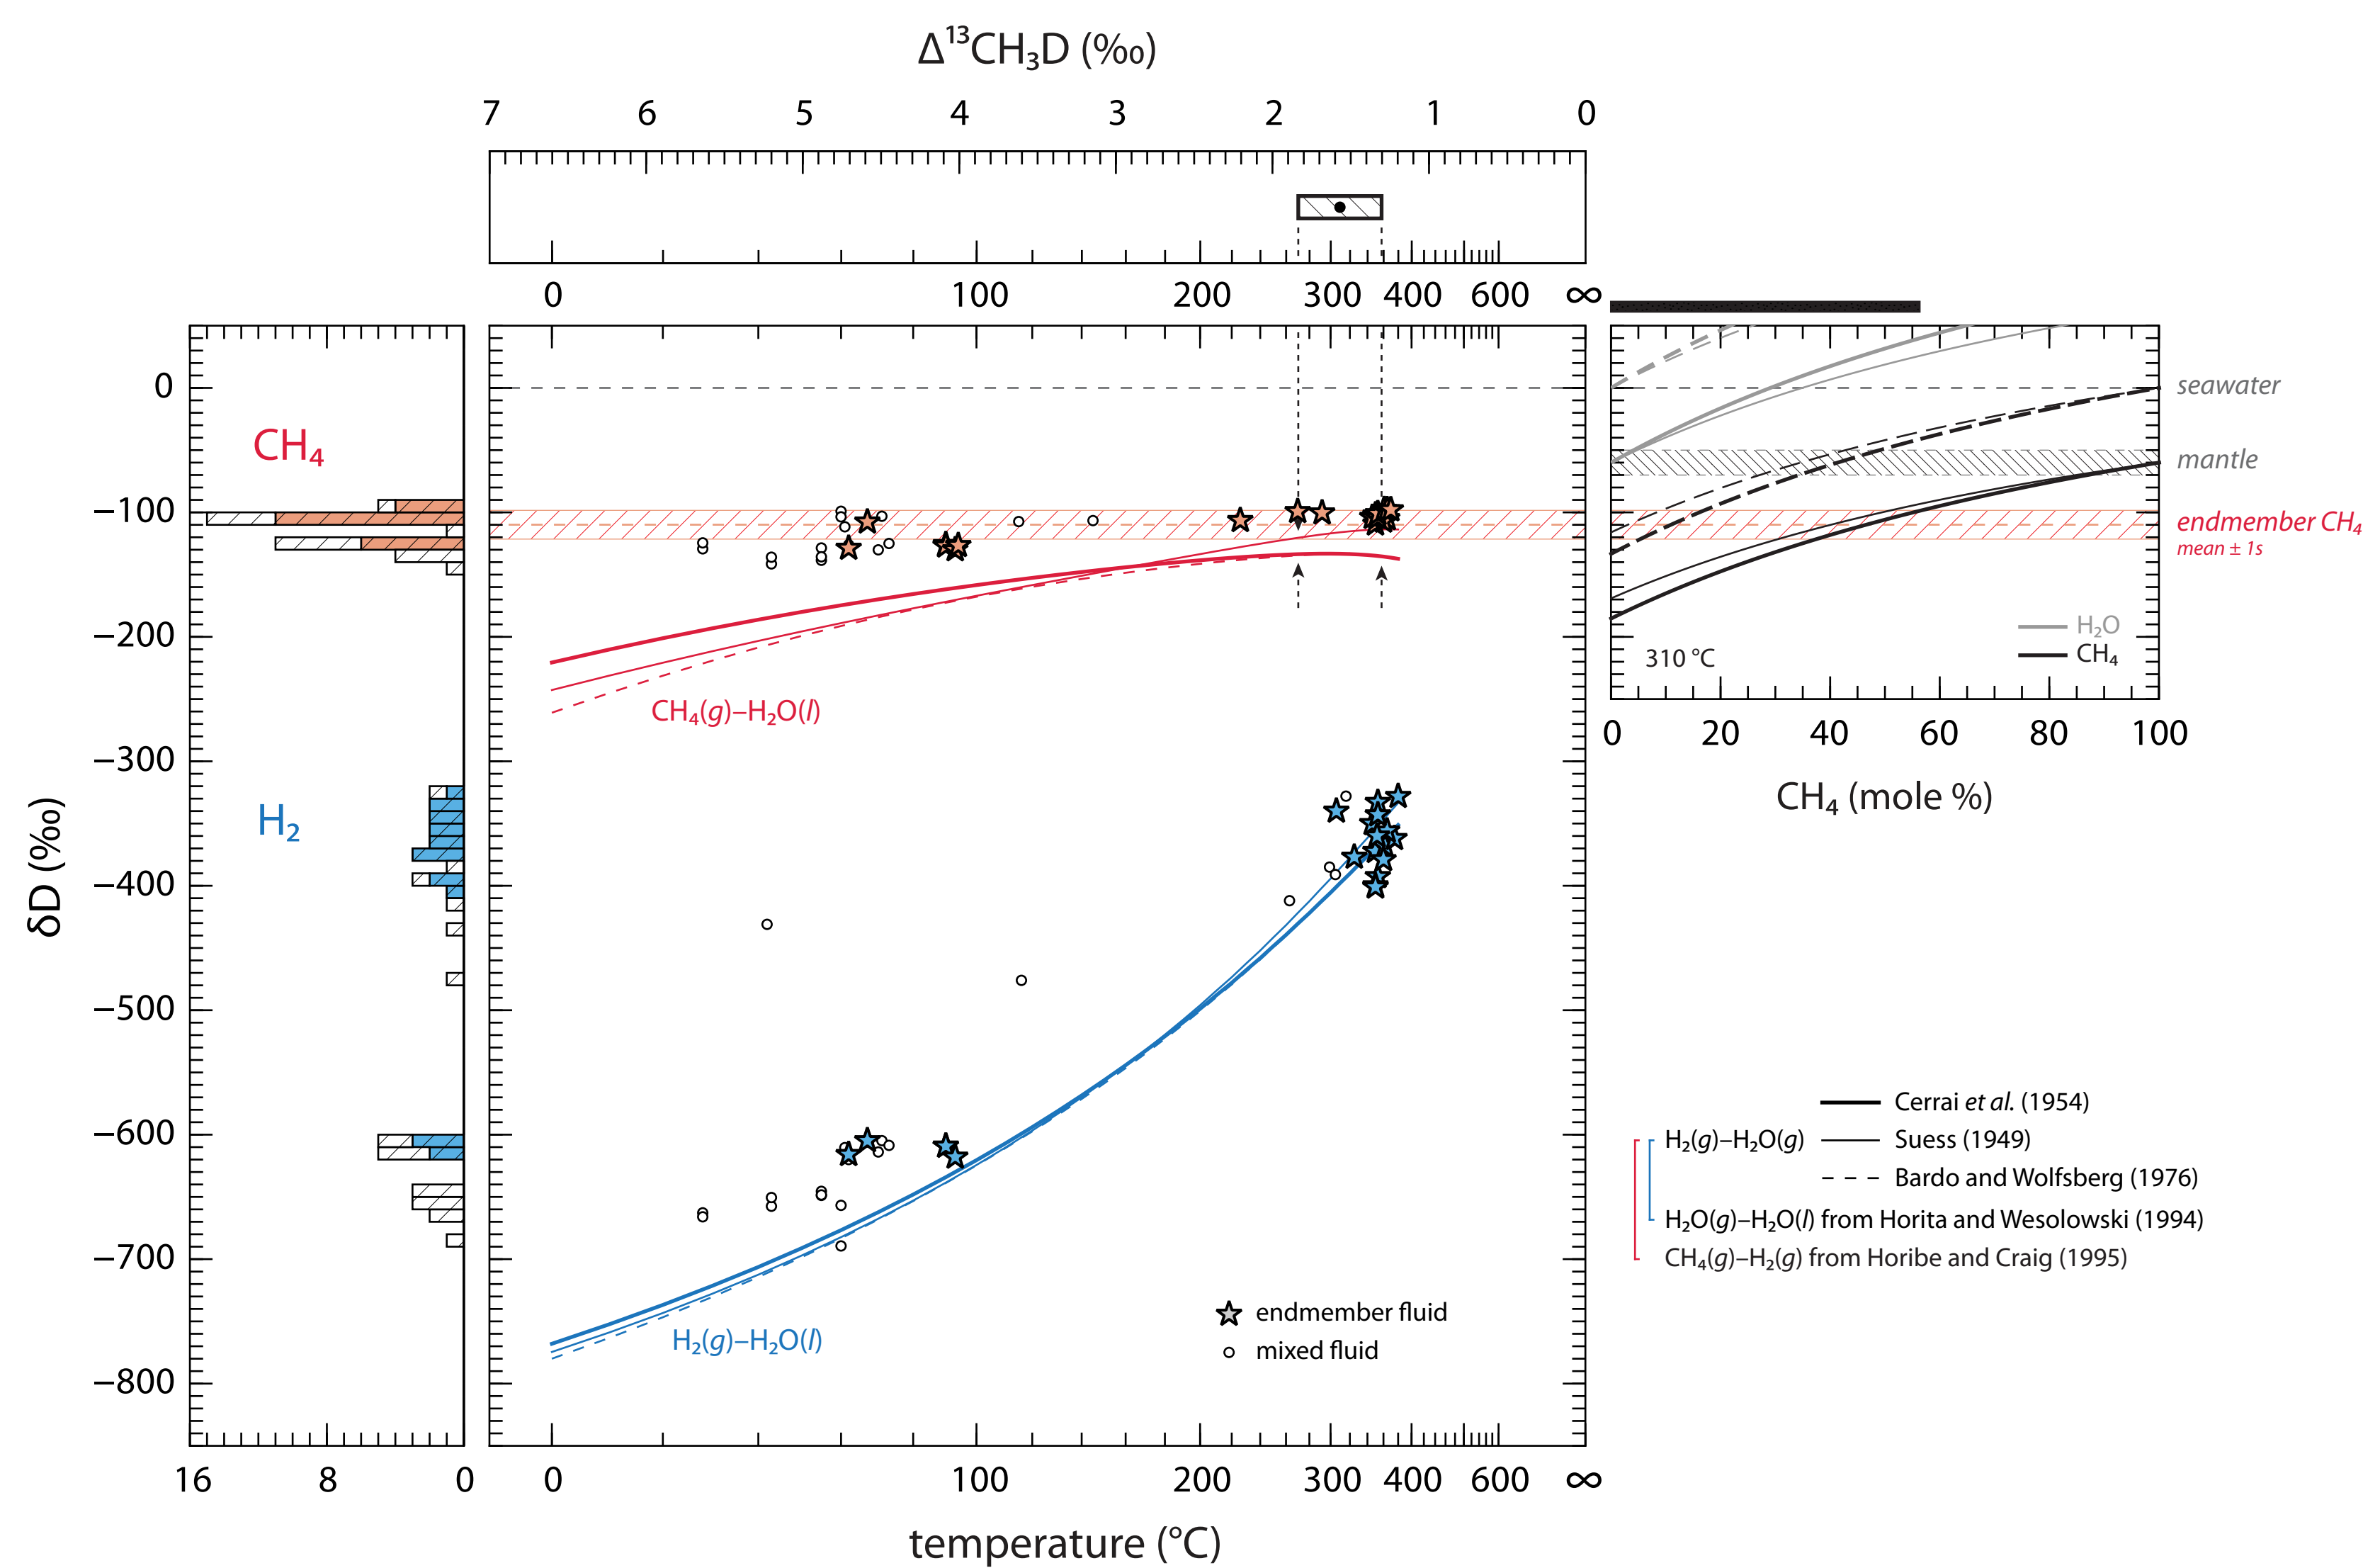 Δ¹³CH₃D (‰)
7 6 5 4 3 2 1 0
0 100 200 300 400 600 ∞
0
−100
−200
−300
−400
−500
−600
−700
−800
δD (‰)
CH₄
H₂
16 8 0
CH₄(g)–H₂O(l)
H₂(g)–H₂O(l)
endmember fluid
mixed fluid
0 100 200 300 400 600 ∞
temperature (°C)
seawater
mantle
endmember CH₄
mean ± 1s
H₂O
CH₄
310 °C
0 20 40 60 80 100
CH₄ (mole %)
Cerrai et al. (1954)
H₂(g)–H₂O(g) Suess (1949)
Bardo and Wolfsberg (1976)
H₂O(g)–H₂O(l) from Horita and Wesolowski (1994)
CH₄(g)–H₂(g) from Horibe and Craig (1995)